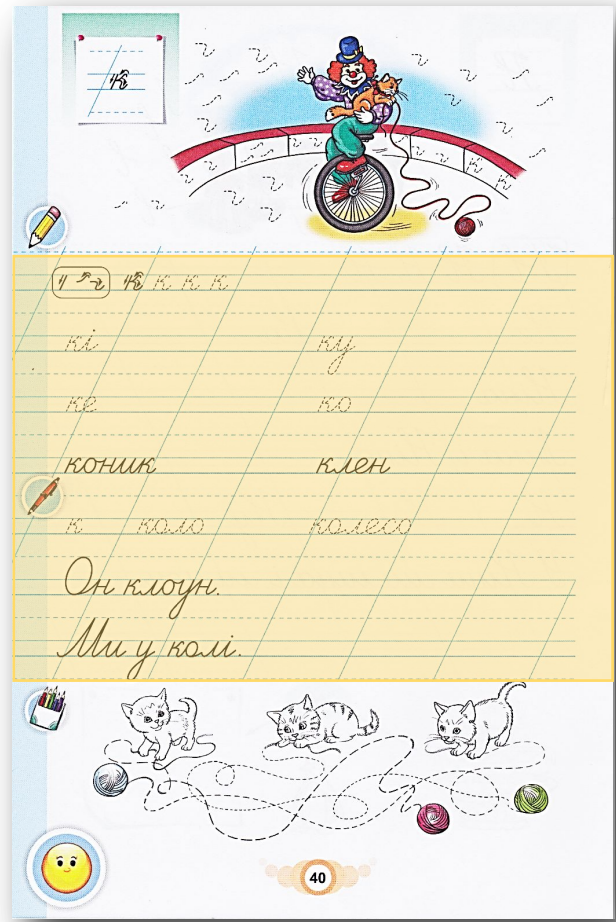 к
к к к к
кі ку
ке ко
коник клен
к коло колесо
Он клоун.
Ми у колі.
40